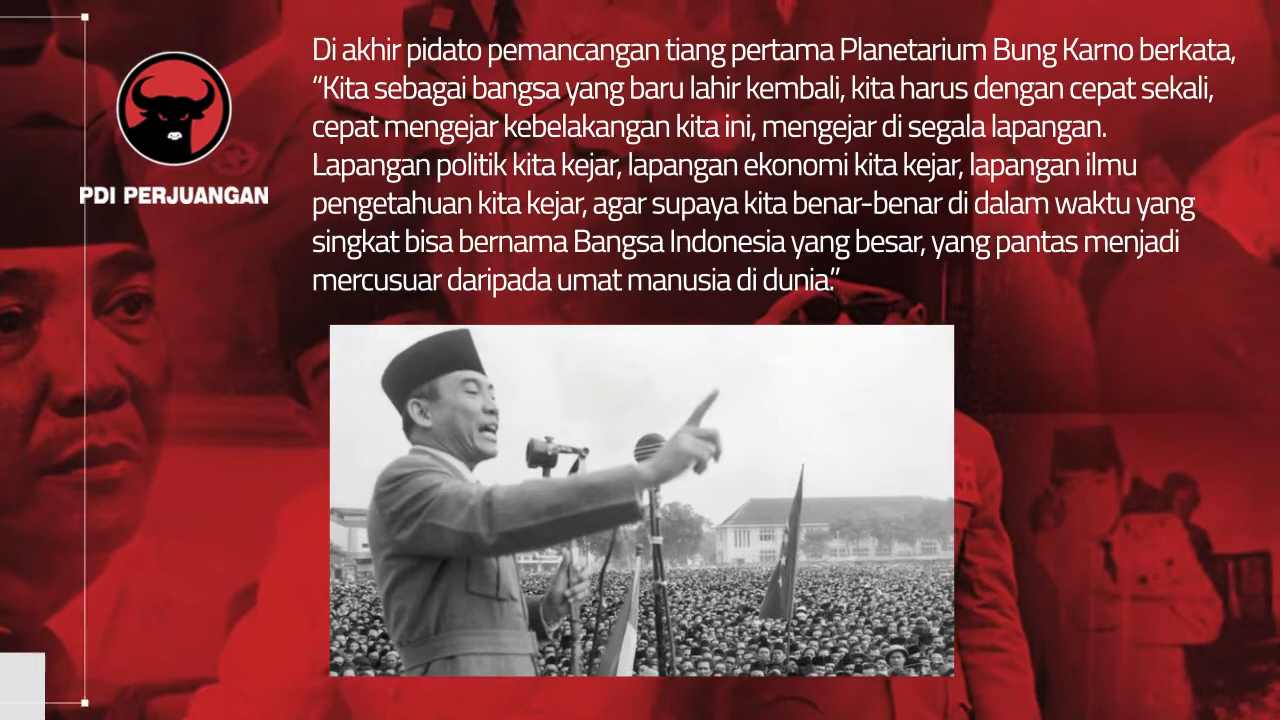 PDI PERJUANGAN
Di akhir pidato pemancangan tiang pertama Planetarium Bung Karno berkata,
“Kita sebagai bangsa yang baru lahir kembali, kita harus dengan cepat sekali,
cepat mengejar kebelakangan kita ini, mengejar di segala lapangan.
Lapangan politik kita kejar, lapangan ekonomi kita kejar, lapangan ilmu
pengetahuan kita kejar, agar supaya kita benar-benar di dalam waktu yang
singkat bisa bernama Bangsa Indonesia yang besar, yang pantas menjadi
mercusuar daripada umat manusia di dunia.”